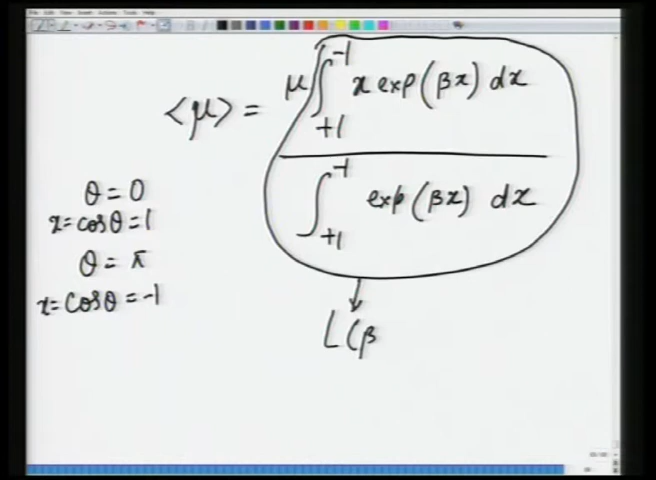 <μ> = μ ∫_{+1}^{-1} x exp(βx) dx
∫_{+1}^{-1} exp(βx) dx
θ = 0
x = cosθ = 1
θ = π
x = cosθ = -1
L(β